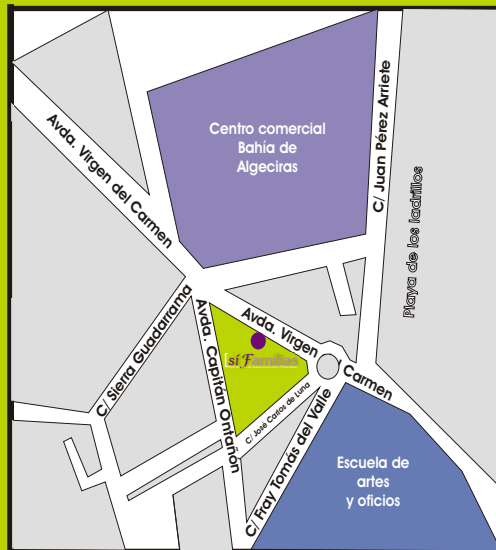 Centro comercial
Bahía de
Algeciras
C/ Juan Pérez Arriete
Playa de los ladrillos
Avda. Virgen del Carmen
C/ Sierra Guadarrama
Avda. Capitán Ontañón
Avda. Virgen
Carmen
sí Familias
C/ José Carlos de Luna
C/ Fray Tomás del Valle
Escuela de
artes
y oficios